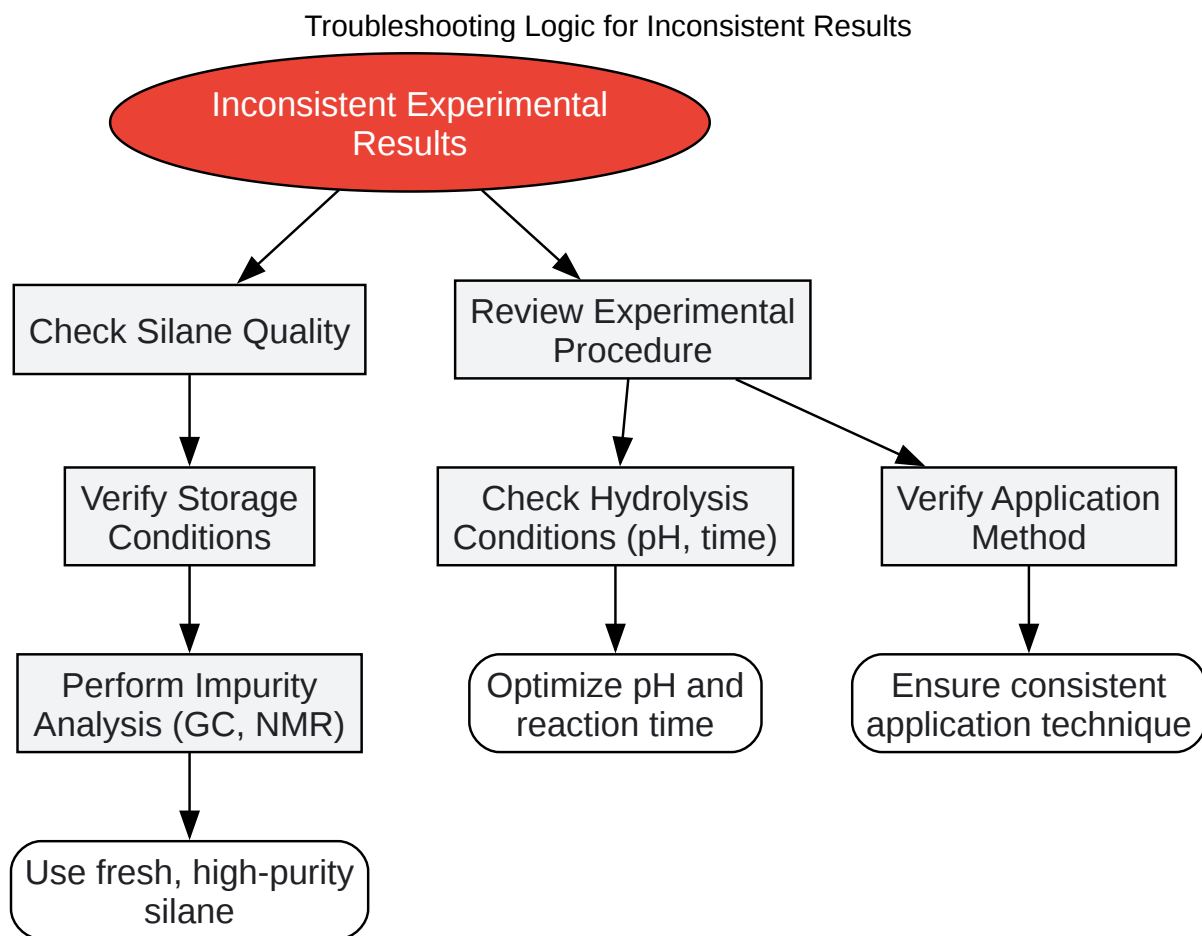 Troubleshooting Logic for Inconsistent Results
Inconsistent Experimental
Results
Check Silane Quality
Review Experimental
Procedure
Verify Storage
Conditions
Check Hydrolysis
Conditions (pH, time)
Verify Application
Method
Perform Impurity
Analysis (GC, NMR)
Optimize pH and
reaction time
Ensure consistent
application technique
Use fresh, high-purity
silane